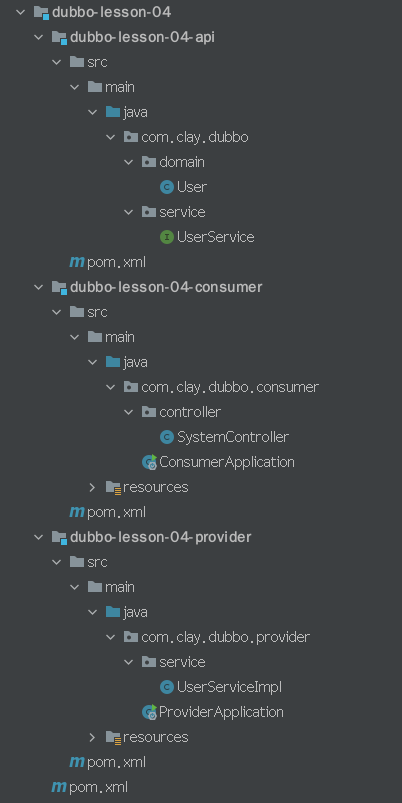 dubbo-lesson-04
dubbo-lesson-04-api
src
main
java
com.clay.dubbo
domain
User
service
UserService
pom.xml
dubbo-lesson-04-consumer
src
main
java
com.clay.dubbo.consumer
controller
SystemController
ConsumerApplication
resources
pom.xml
dubbo-lesson-04-provider
src
main
java
com.clay.dubbo.provider
service
UserServiceImpl
ProviderApplication
resources
pom.xml
pom.xml